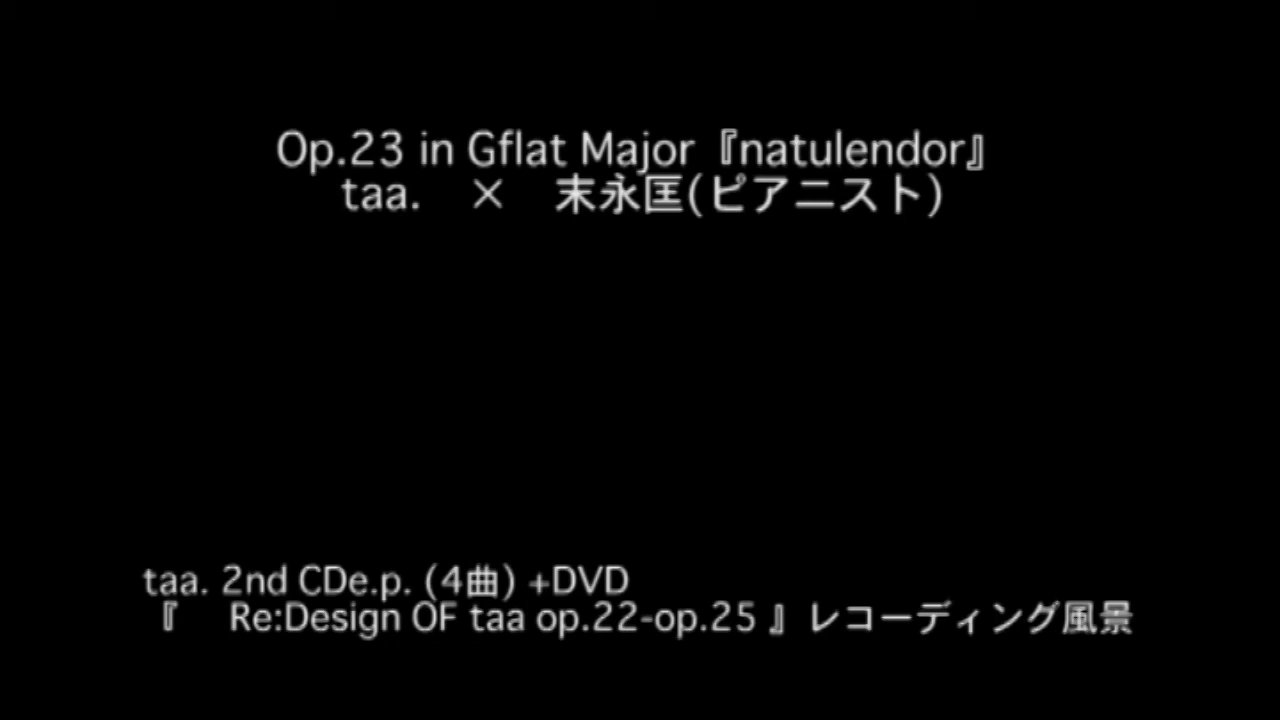 Op.23 in Gflat Major『natulendor』
taa.　×　末永匡(ピアニスト)
taa. 2nd CDe.p. (4曲) +DVD
『　Re:Design OF taa op.22-op.25 』レコーディング風景